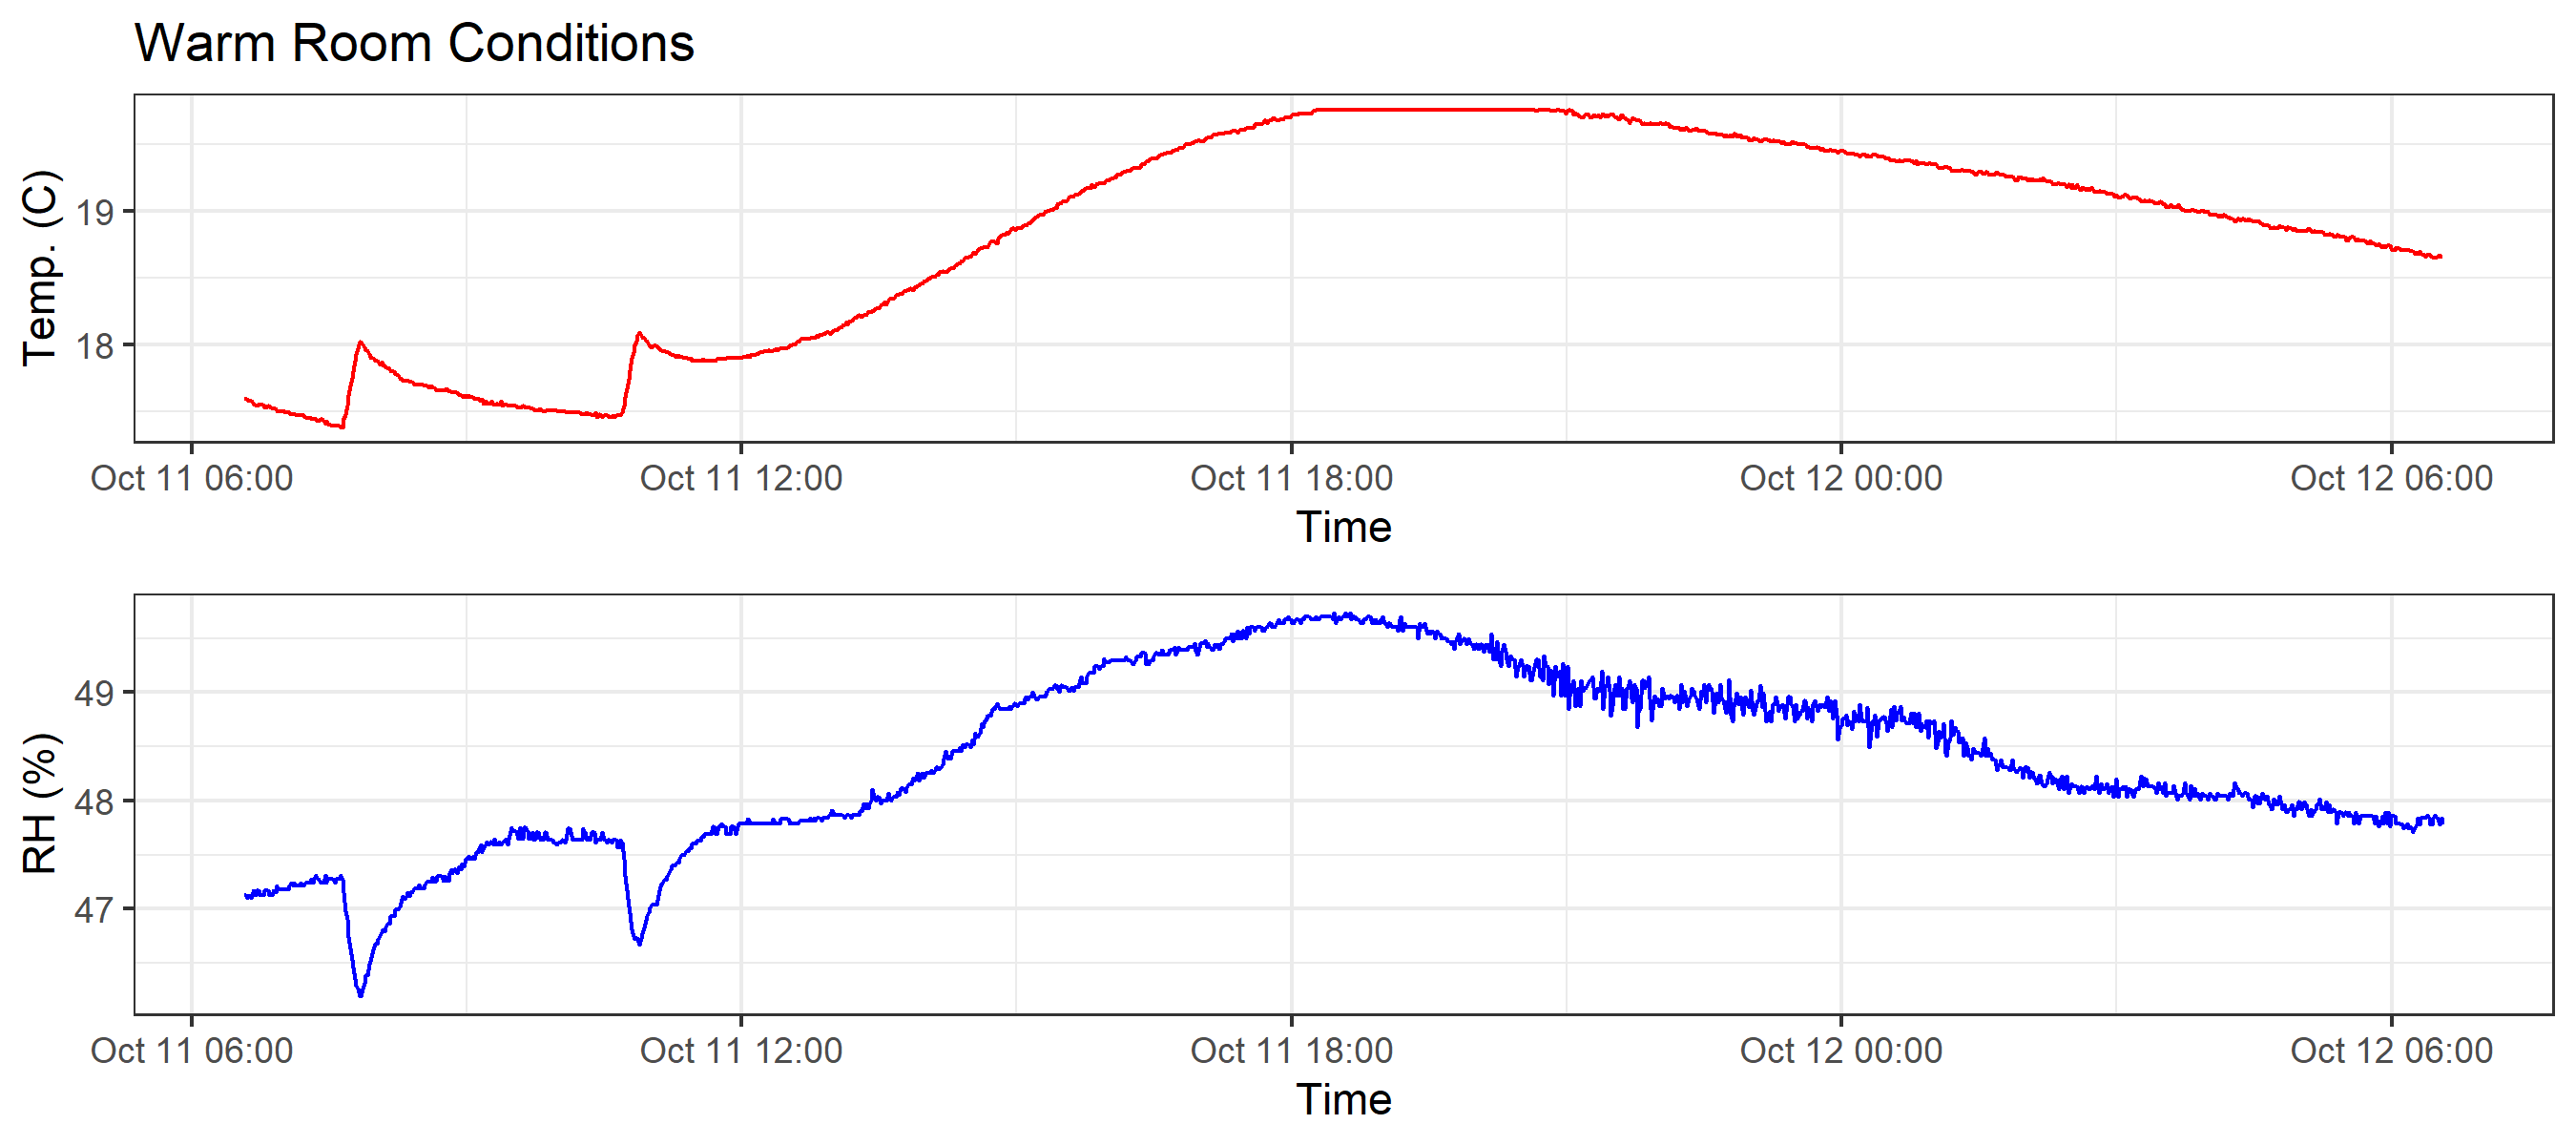 Warm Room Conditions
Temp. (C)
19
18
Oct 11 06:00 Oct 11 12:00 Oct 11 18:00 Oct 12 00:00 Oct 12 06:00
Time
RH (%)
49
48
47
Oct 11 06:00 Oct 11 12:00 Oct 11 18:00 Oct 12 00:00 Oct 12 06:00
Time